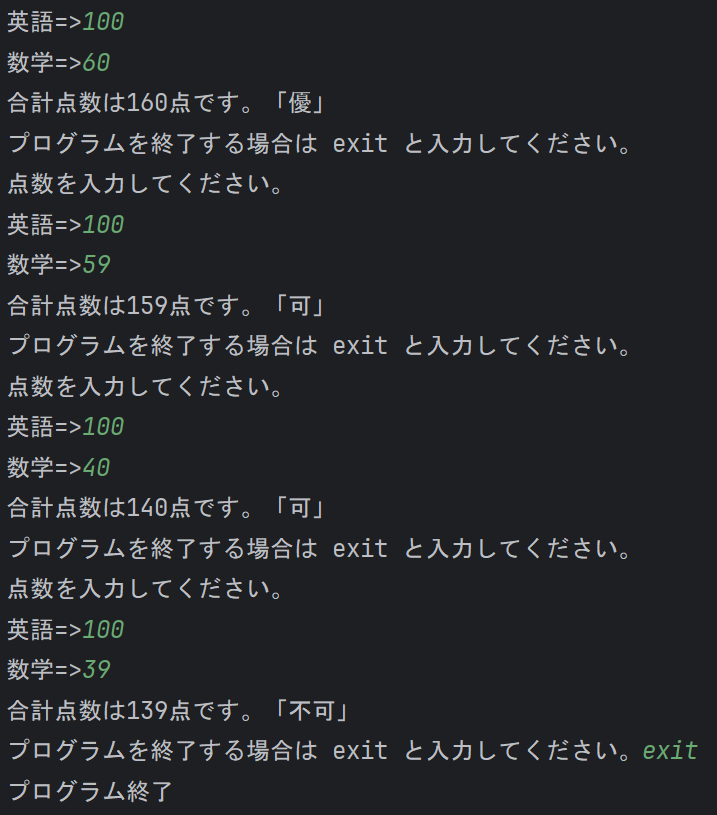 英語=>100
数学=>60
合計点数は160点です。「優」
プログラムを終了する場合は exit と入力してください。
点数を入力してください。
英語=>100
数学=>59
合計点数は159点です。「可」
プログラムを終了する場合は exit と入力してください。
点数を入力してください。
英語=>100
数学=>40
合計点数は140点です。「可」
プログラムを終了する場合は exit と入力してください。
点数を入力してください。
英語=>100
数学=>39
合計点数は139点です。「不可」
プログラムを終了する場合は exit と入力してください。exit
プログラム終了